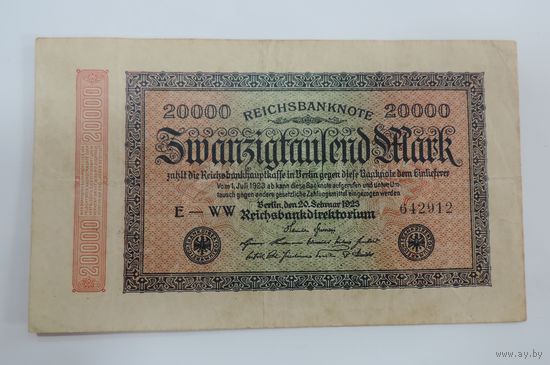 20000
20000
20000 REICHSBANKNOTE 20000
Zwanzigtausend Mark
zahlt die Reichsbankhauptkasse in Berlin gegen diese Banknote dem Einlieferer
Vom 1. Juli 1923 ab kann diese Banknote aufgerufen und unter Um-
tausch gegen andere gesetzliche Zahlungsmittel eingezogen werden
Berlin, den 20. Februar 1923
E — WW Reichsbankdirektorium 642912
www.ay.by